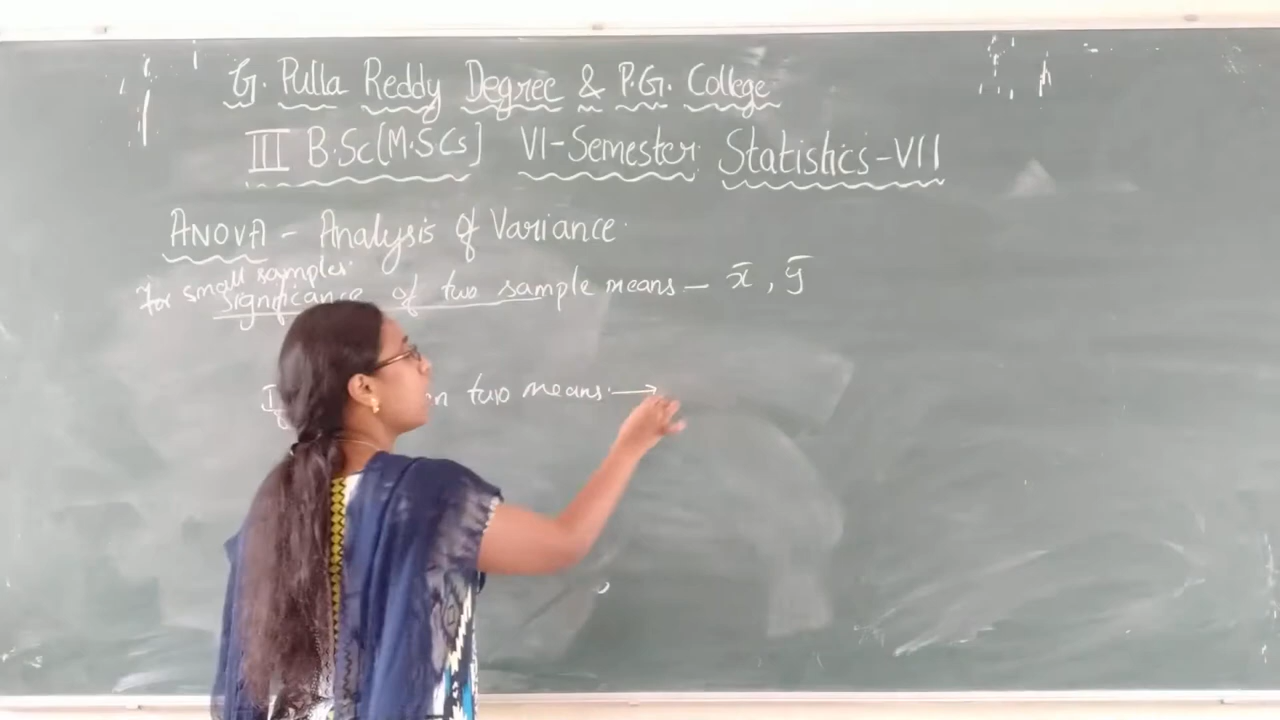 G. Pulla Reddy Degree & P.G. College
III B.Sc(M.SCs) VI-Semester Statistics-VII
ANOVA - Analysis of Variance.
For small samples.
Significance of two sample means - x̄, ȳ
two means. →